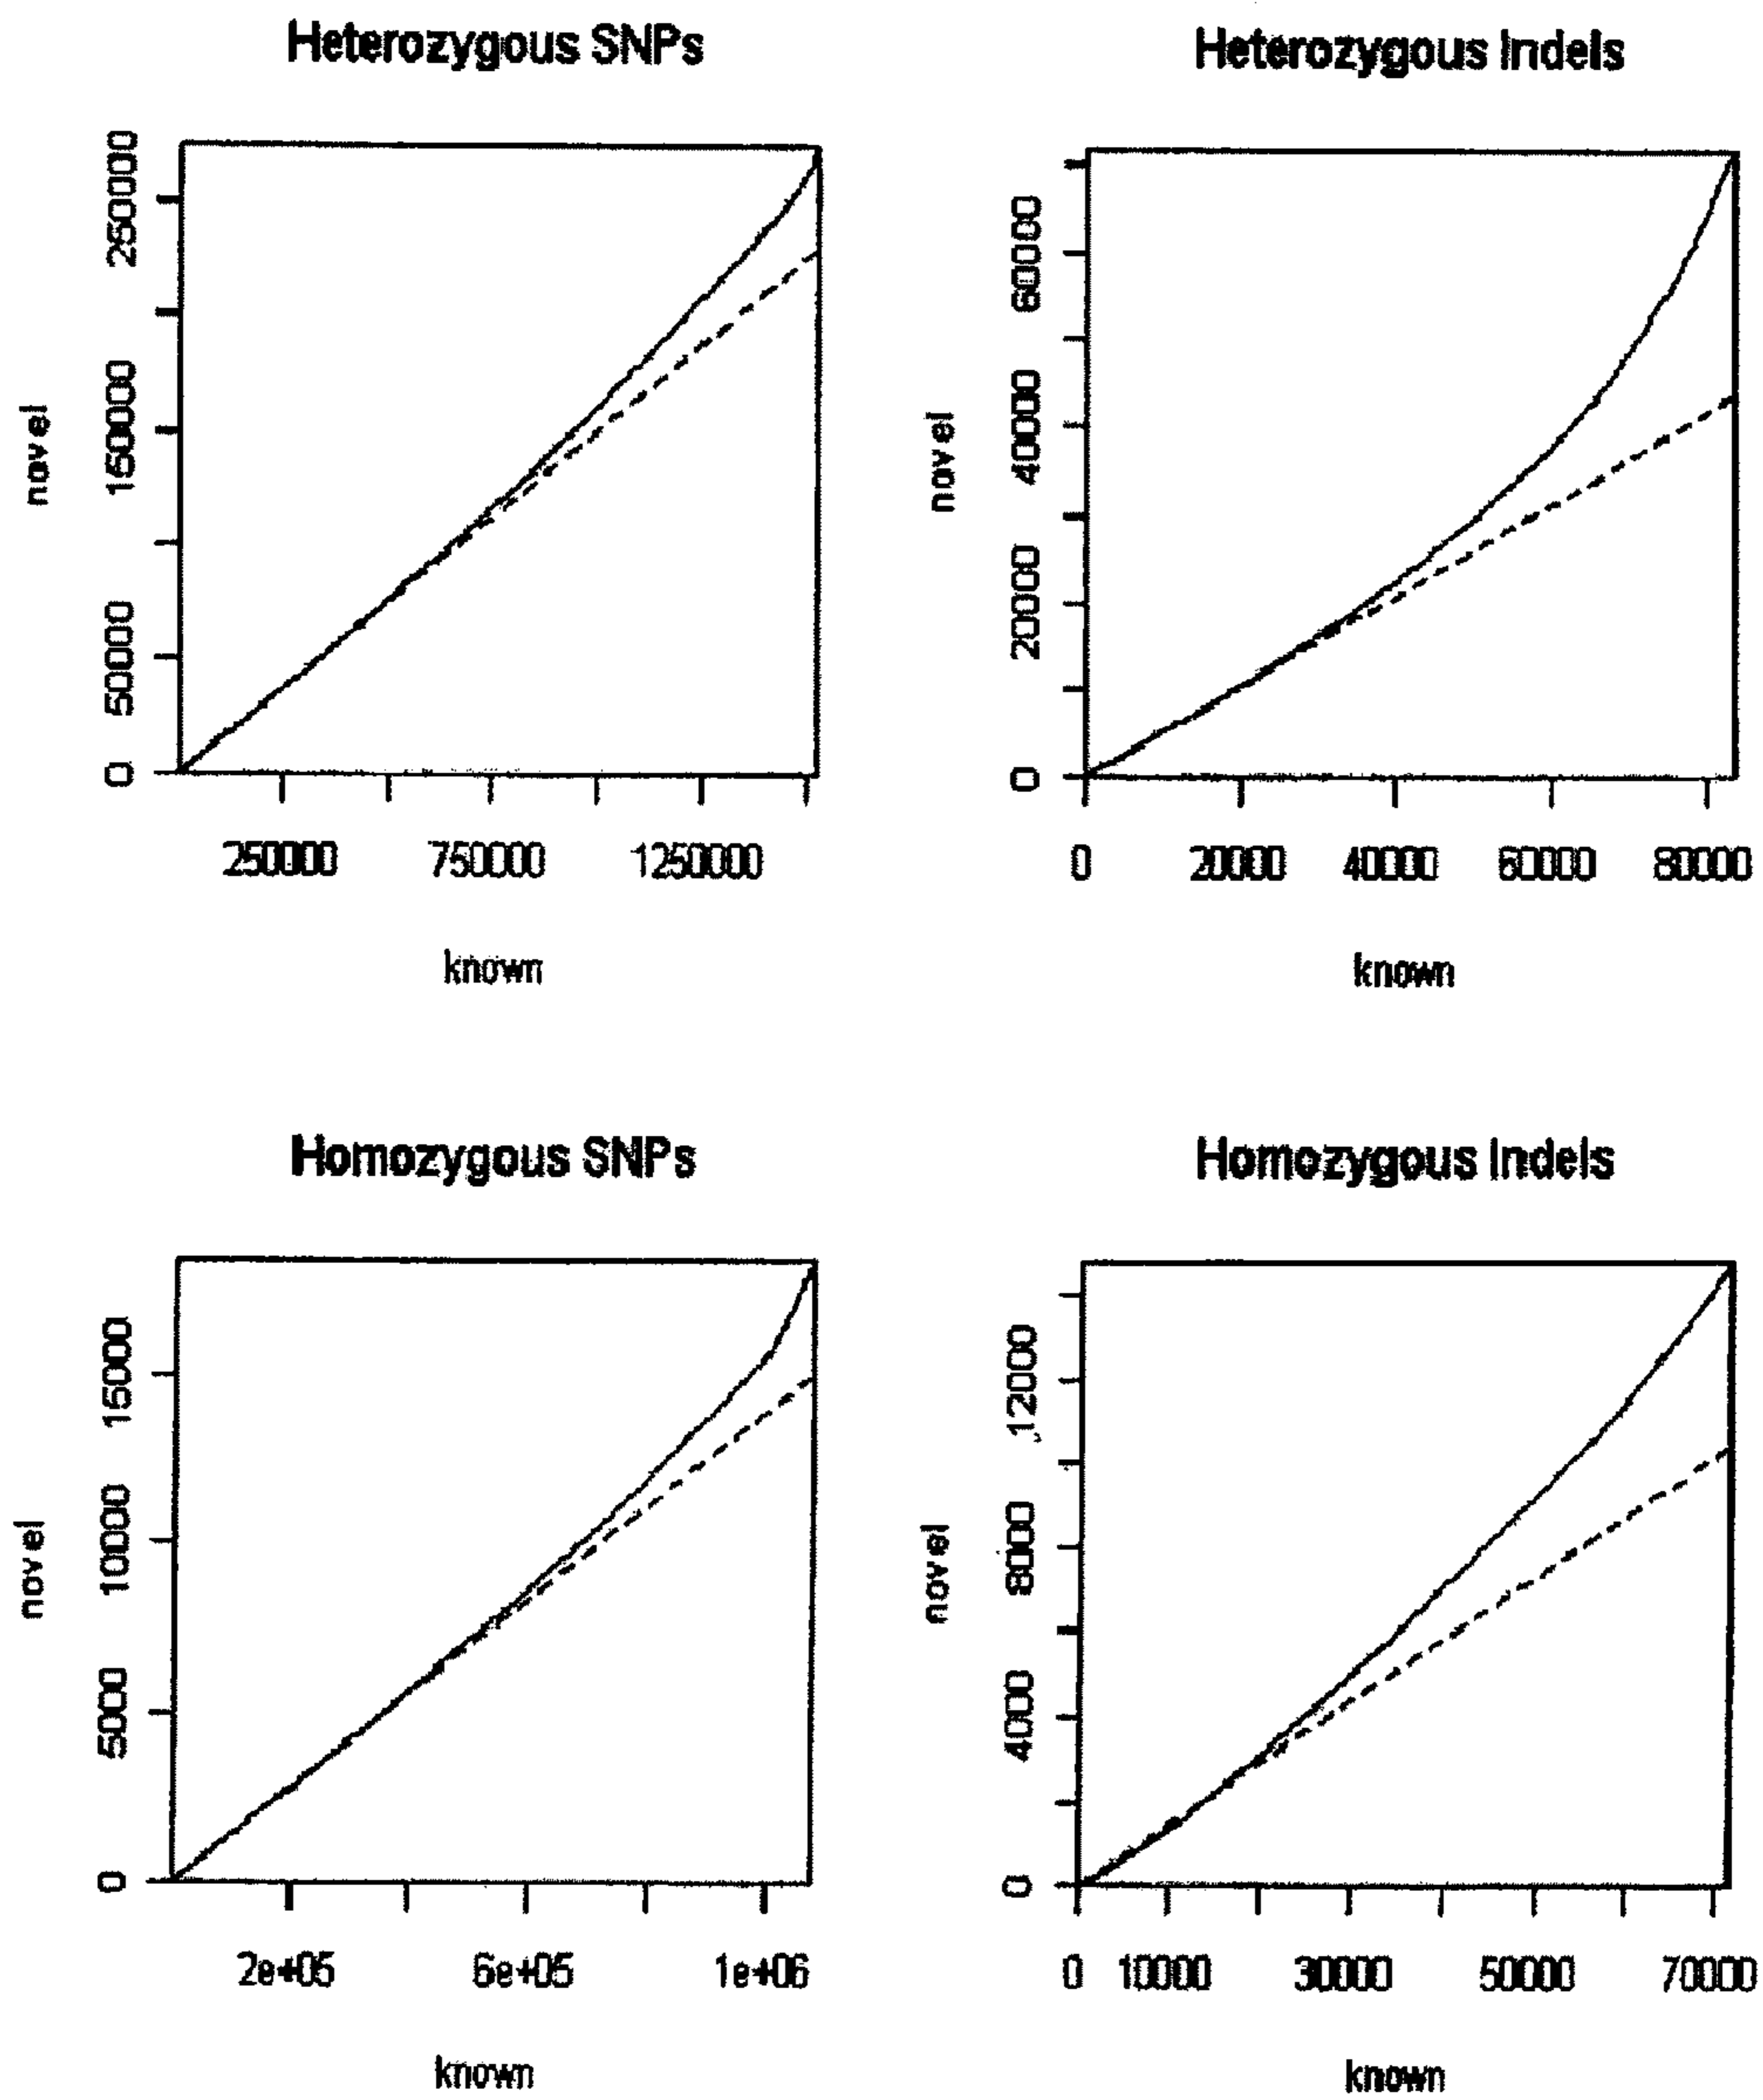 Heterozygous SNPs
250000
150000
50000
0
novel
250000
750000
1250000
known
Heterozygous Indels
60000
40000
20000
0
novel
0
20000
40000
60000
80000
known
Homozygous SNPs
15000
10000
5000
0
novel
2e+05
6e+05
1e+06
known
Homozygous Indels
12000
8000
4000
0
novel
0
10000
30000
50000
70000
known